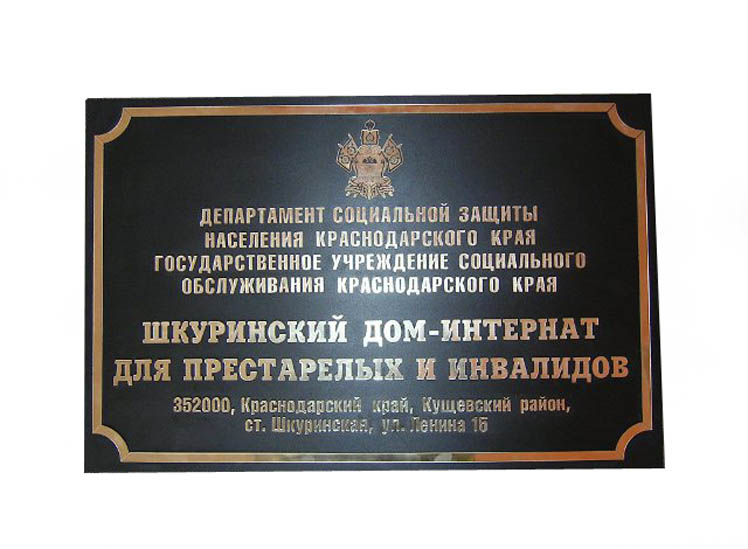 ДЕПАРТАМЕНТ СОЦИАЛЬНОЙ ЗАЩИТЫ
НАСЕЛЕНИЯ КРАСНОДАРСКОГО КРАЯ
ГОСУДАРСТВЕННОЕ УЧРЕЖДЕНИЕ СОЦИАЛЬНОГО
ОБСЛУЖИВАНИЯ КРАСНОДАРСКОГО КРАЯ
ШКУРИНСКИЙ ДОМ-ИНТЕРНАТ
ДЛЯ ПРЕСТАРЕЛЫХ И ИНВАЛИДОВ
352000, Краснодарский край, Кущевский район,
ст. Шкуринская, ул. Ленина 1б